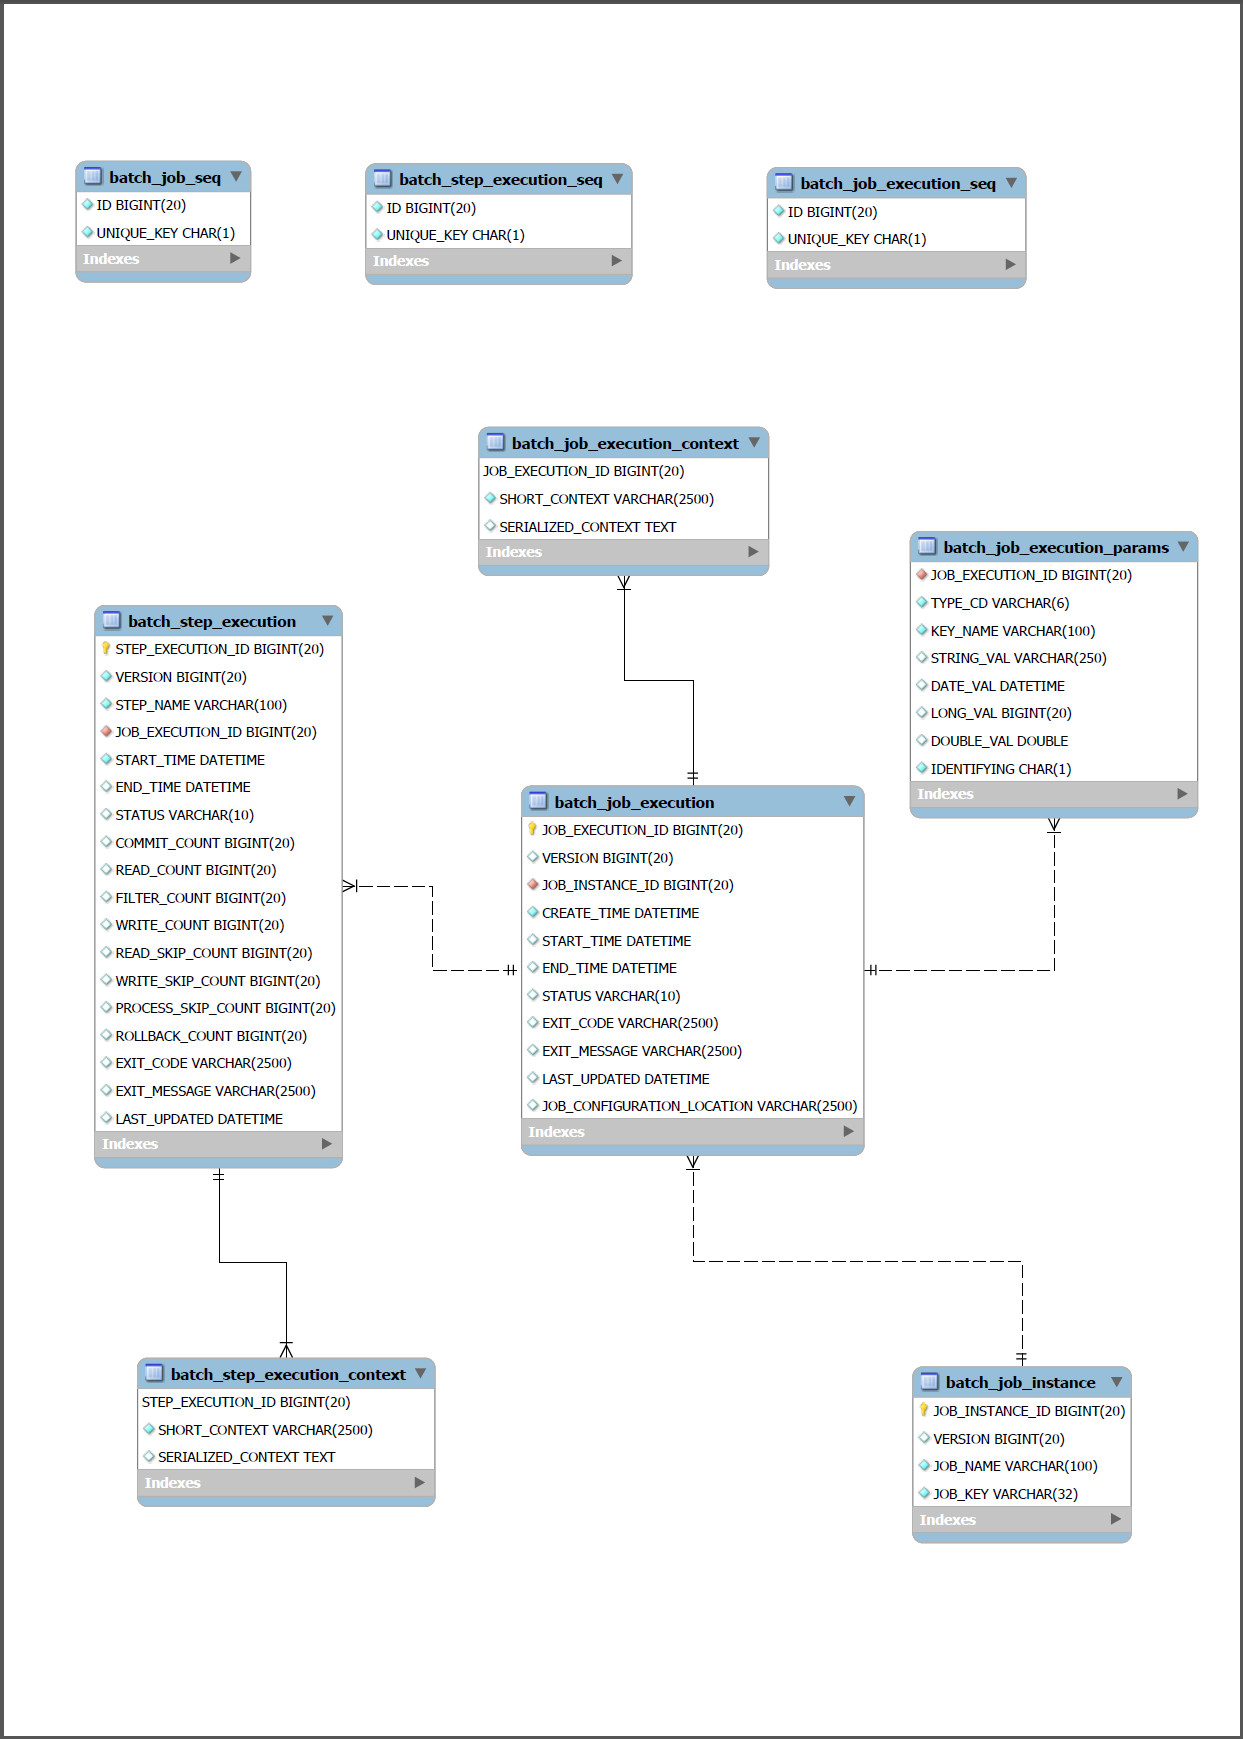 batch_job_seq
ID BIGINT(20)
UNIQUE_KEY CHAR(1)
Indexes
batch_step_execution_seq
ID BIGINT(20)
UNIQUE_KEY CHAR(1)
Indexes
batch_job_execution_seq
ID BIGINT(20)
UNIQUE_KEY CHAR(1)
Indexes
batch_job_execution_context
JOB_EXECUTION_ID BIGINT(20)
SHORT_CONTEXT VARCHAR(2500)
SERIALIZED_CONTEXT TEXT
Indexes
batch_job_execution_params
JOB_EXECUTION_ID BIGINT(20)
TYPE_CD VARCHAR(6)
KEY_NAME VARCHAR(100)
STRING_VAL VARCHAR(250)
DATE_VAL DATETIME
LONG_VAL BIGINT(20)
DOUBLE_VAL DOUBLE
IDENTIFYING CHAR(1)
Indexes
batch_step_execution
STEP_EXECUTION_ID BIGINT(20)
VERSION BIGINT(20)
STEP_NAME VARCHAR(100)
JOB_EXECUTION_ID BIGINT(20)
START_TIME DATETIME
END_TIME DATETIME
STATUS VARCHAR(10)
COMMIT_COUNT BIGINT(20)
READ_COUNT BIGINT(20)
FILTER_COUNT BIGINT(20)
WRITE_COUNT BIGINT(20)
READ_SKIP_COUNT BIGINT(20)
WRITE_SKIP_COUNT BIGINT(20)
PROCESS_SKIP_COUNT BIGINT(20)
ROLLBACK_COUNT BIGINT(20)
EXIT_CODE VARCHAR(2500)
EXIT_MESSAGE VARCHAR(2500)
LAST_UPDATED DATETIME
Indexes
batch_job_execution
JOB_EXECUTION_ID BIGINT(20)
VERSION BIGINT(20)
JOB_INSTANCE_ID BIGINT(20)
CREATE_TIME DATETIME
START_TIME DATETIME
END_TIME DATETIME
STATUS VARCHAR(10)
EXIT_CODE VARCHAR(2500)
EXIT_MESSAGE VARCHAR(2500)
LAST_UPDATED DATETIME
JOB_CONFIGURATION_LOCATION VARCHAR(2500)
Indexes
batch_step_execution_context
STEP_EXECUTION_ID BIGINT(20)
SHORT_CONTEXT VARCHAR(2500)
SERIALIZED_CONTEXT TEXT
Indexes
batch_job_instance
JOB_INSTANCE_ID BIGINT(20)
VERSION BIGINT(20)
JOB_NAME VARCHAR(100)
JOB_KEY VARCHAR(32)
Indexes